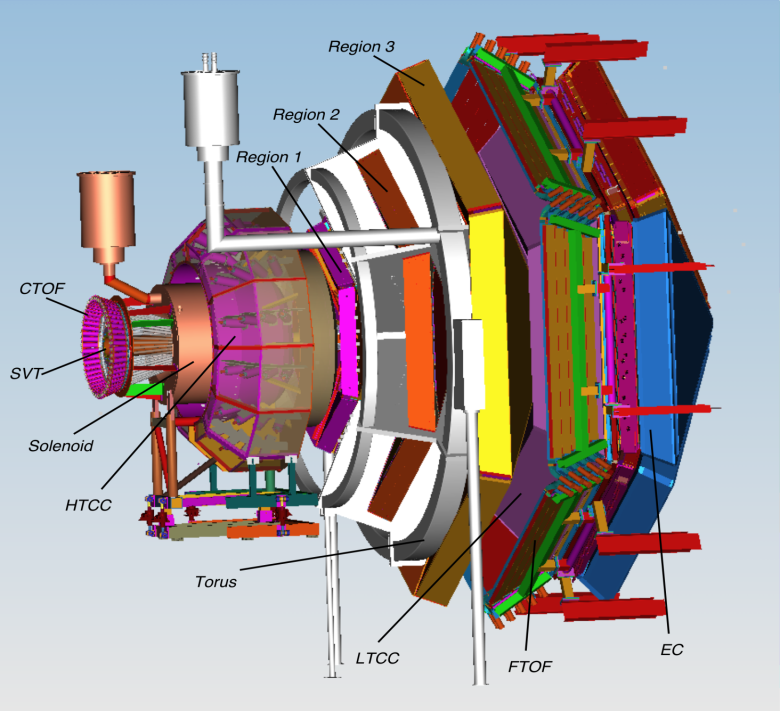 Region 3
Region 2
Region 1
CTOF
SVT
Solenoid
HTCC
Torus
LTCC
FTOF
EC